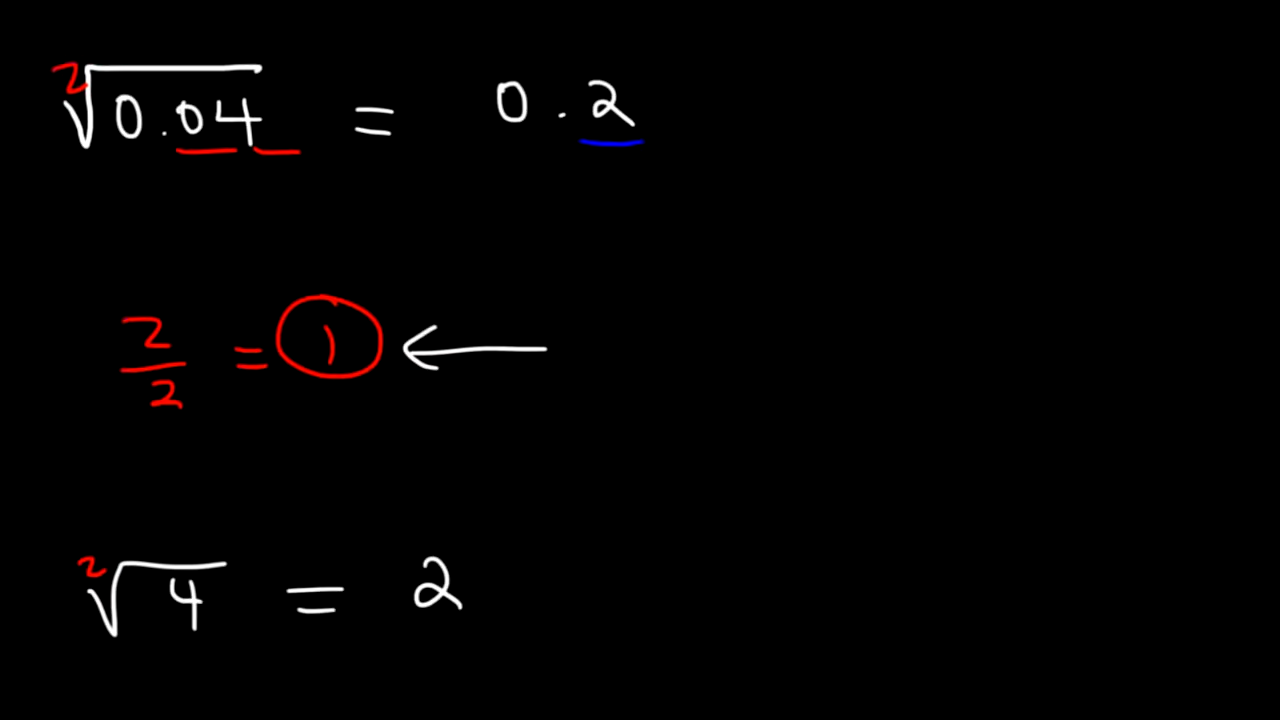 ²√0.04 = 0.2
2/2 = 1 ←
²√4 = 2